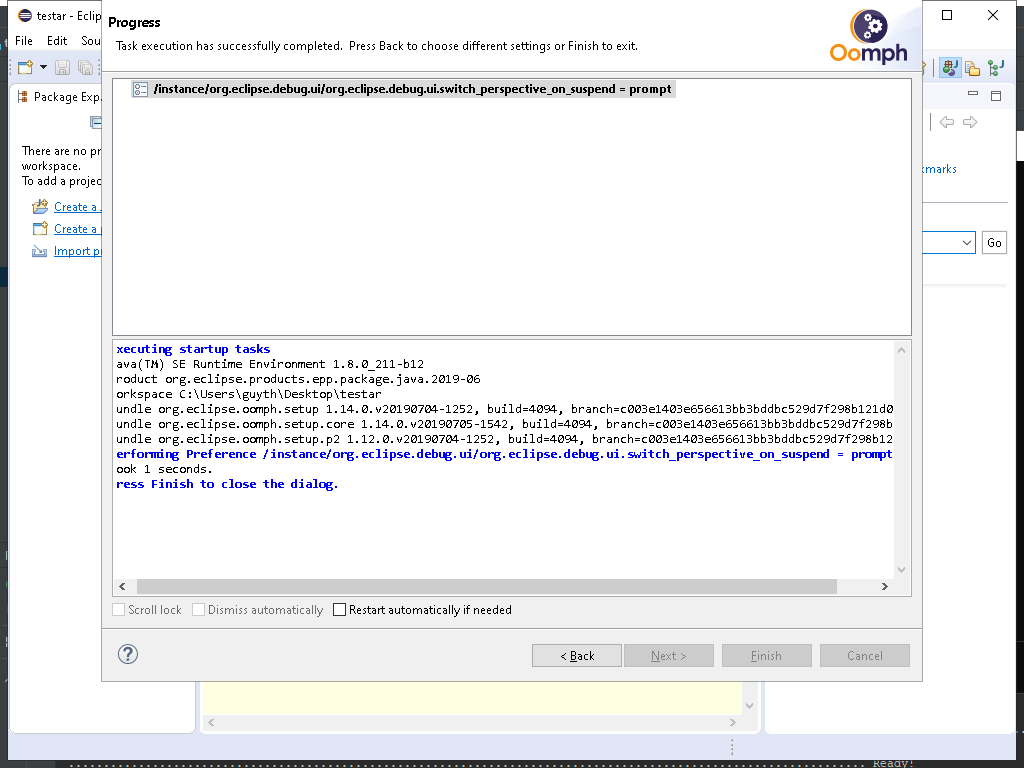 testar - Eclip
Progress
Task execution has successfully completed. Press Back to choose different settings or Finish to exit.
Oomph
File Edit Sou
/instance/org.eclipse.debug.ui/org.eclipse.debug.ui.switch_perspective_on_suspend = prompt
Package Exp
There are no pr
workspace.
To add a projec
Create a
Create a
Import p
marks
Go
xecuting startup tasks
ava(TM) SE Runtime Environment 1.8.0_211-b12
roduct org.eclipse.products.epp.package.java.2019-06
orkspace C:\Users\guyth\Desktop\testar
undle org.eclipse.oomph.setup 1.14.0.v20190704-1252, build=4094, branch=c003e1403e656613bb3bddbc529d7f298b121d0
undle org.eclipse.oomph.setup.core 1.14.0.v20190705-1542, build=4094, branch=c003e1403e656613bb3bddbc529d7f298b
undle org.eclipse.oomph.setup.p2 1.12.0.v20190704-1252, build=4094, branch=c003e1403e656613bb3bddbc529d7f298b12
erforming Preference /instance/org.eclipse.debug.ui/org.eclipse.debug.ui.switch_perspective_on_suspend = prompt
ook 1 seconds.
ress Finish to close the dialog.
Scroll lock Dismiss automatically Restart automatically if needed
? < Back Next > Finish Cancel
Ready!